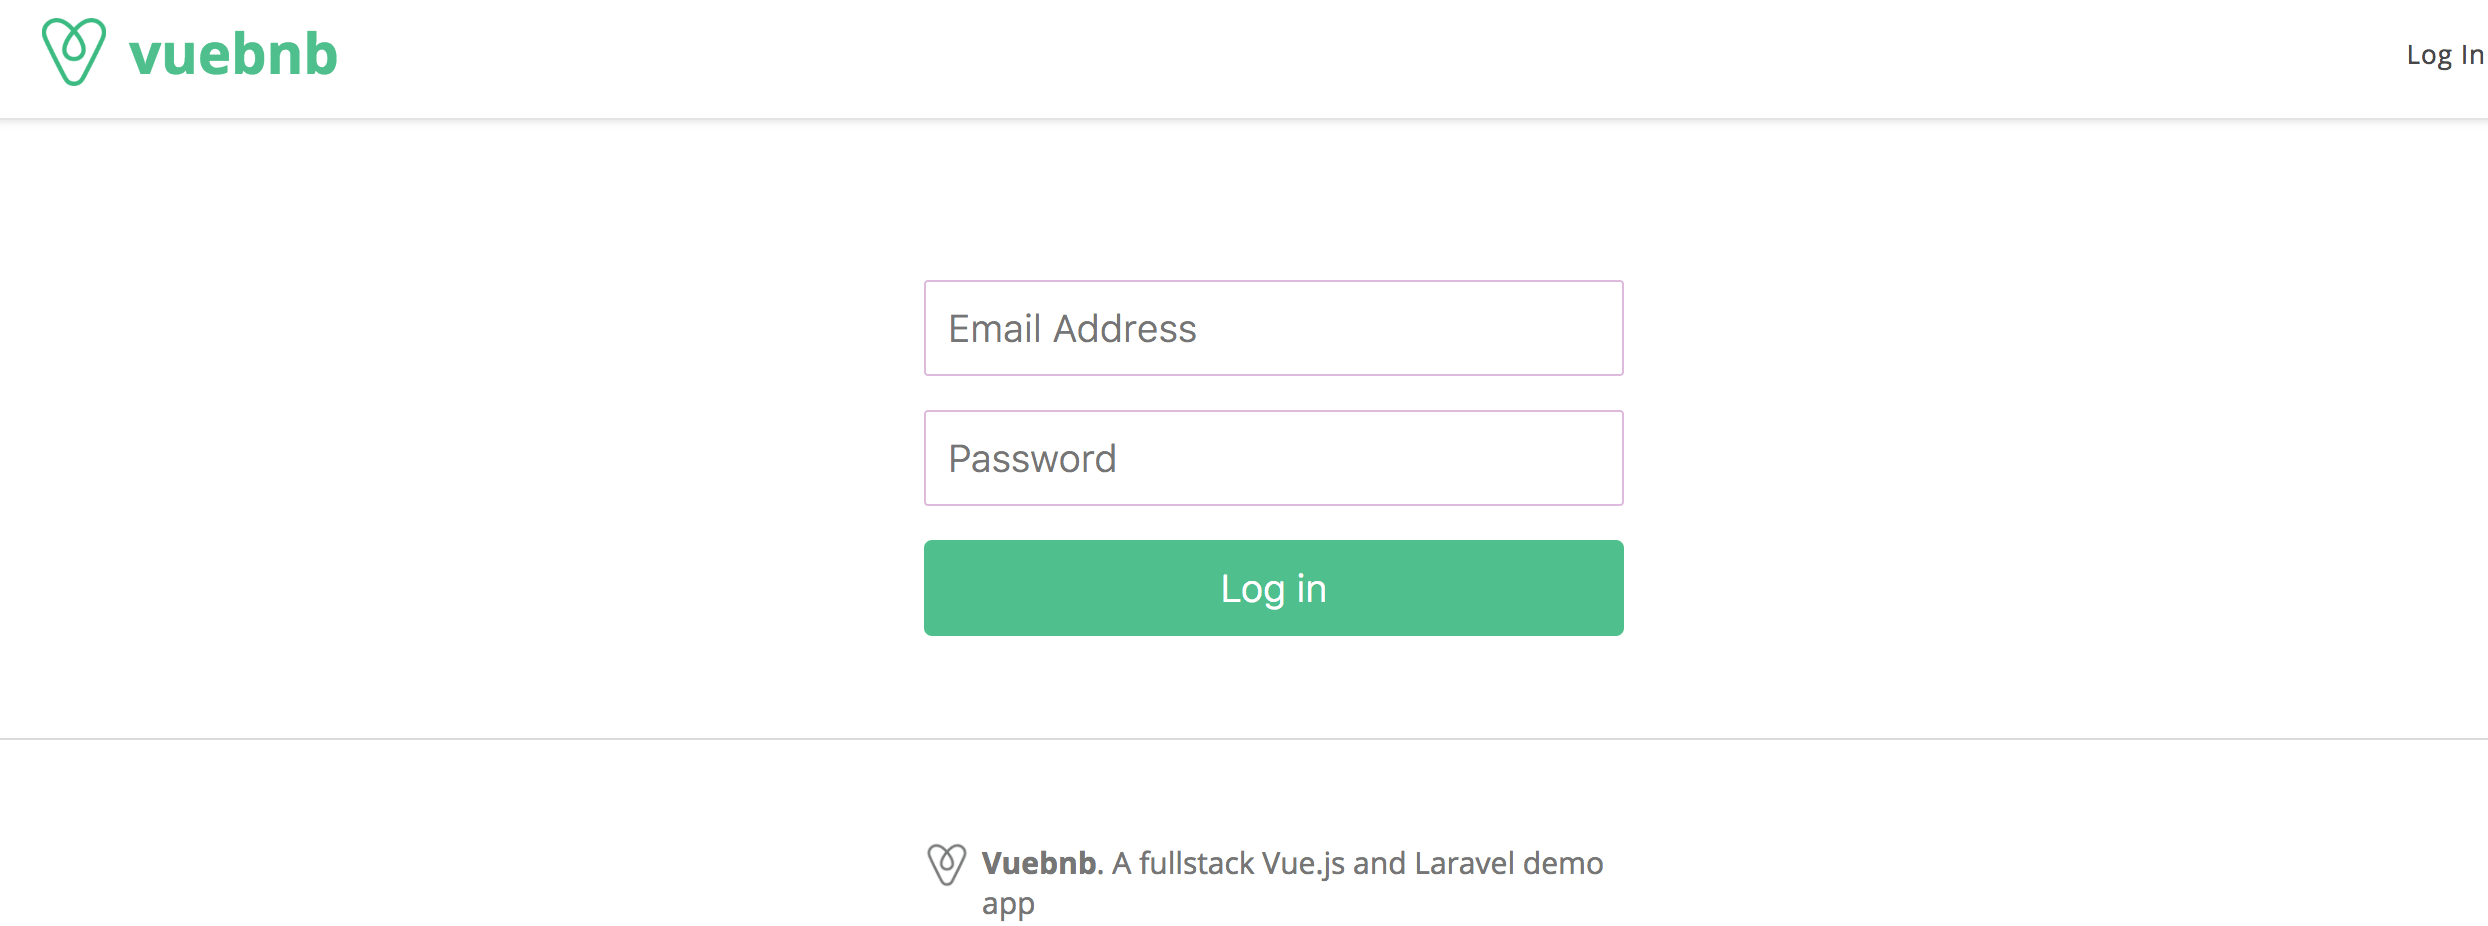 vuebnb
Log In
Email Address
Password
Log in
Vuebnb. A fullstack Vue.js and Laravel demo
app